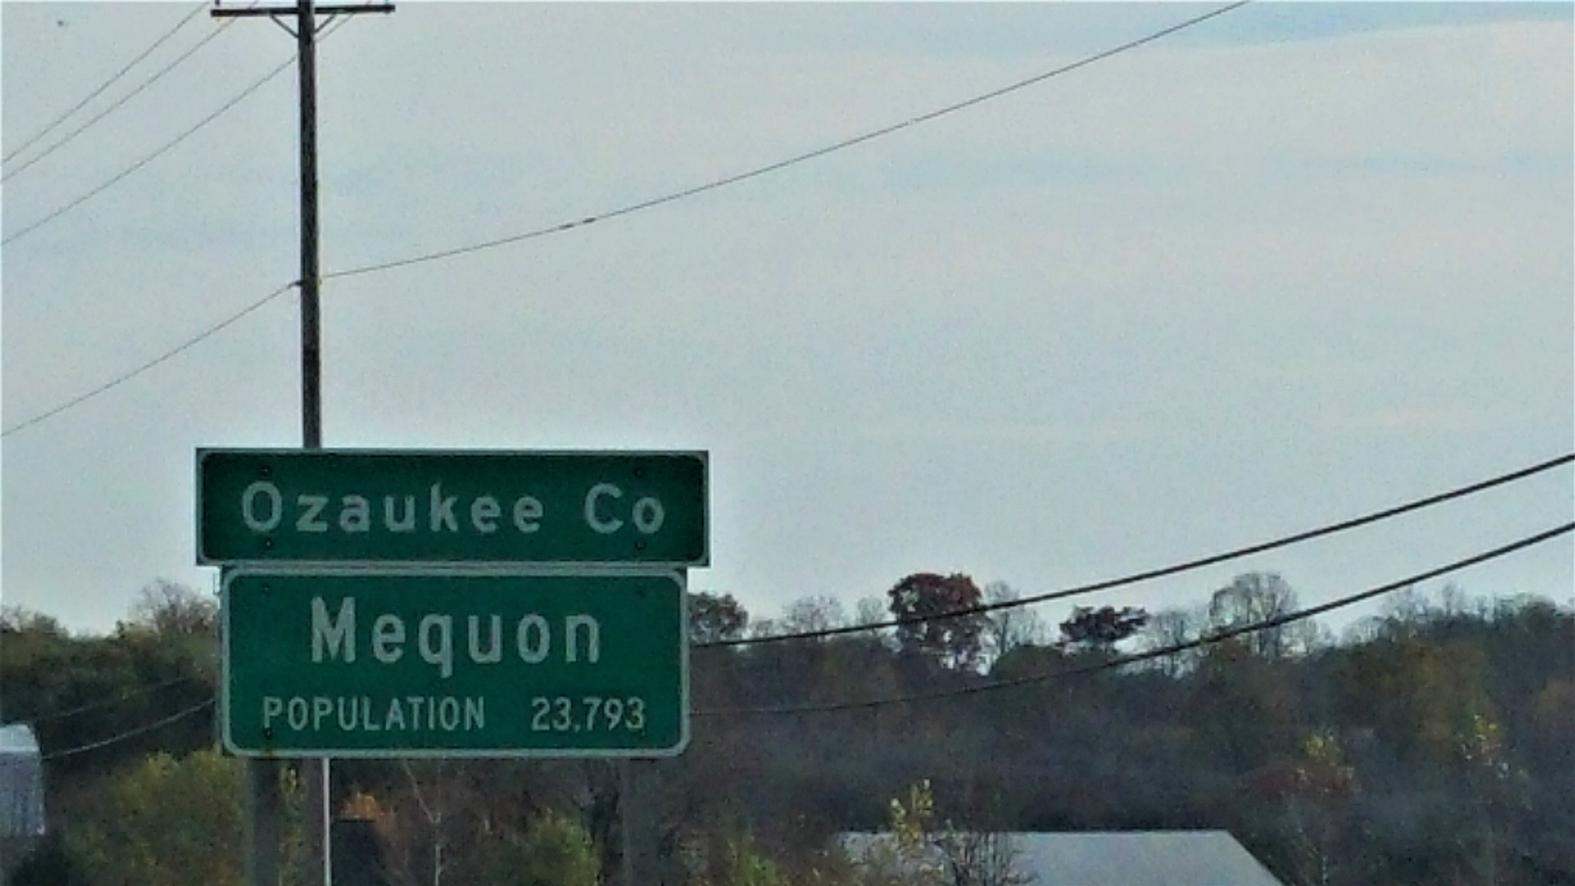 Ozaukee Co
Mequon
POPULATION 23,793